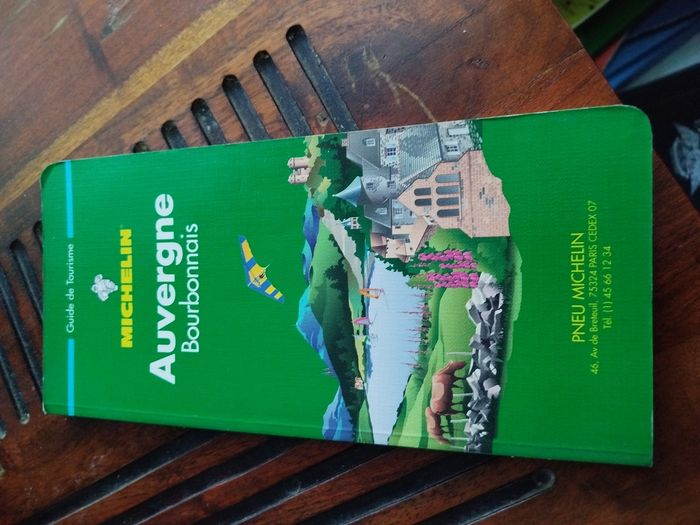 Guide de Tourisme
MICHELIN
Auvergne
Bourbonnais
PNEU MICHELIN
46, Av de Breteuil, 75324 PARIS CEDEX 07
Tél. (1) 45 66 12 34